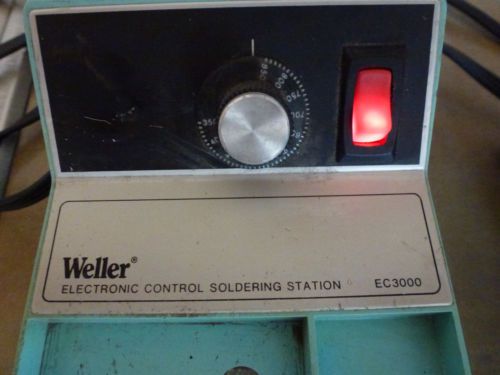 Weller®
ELECTRONIC CONTROL SOLDERING STATION EC3000